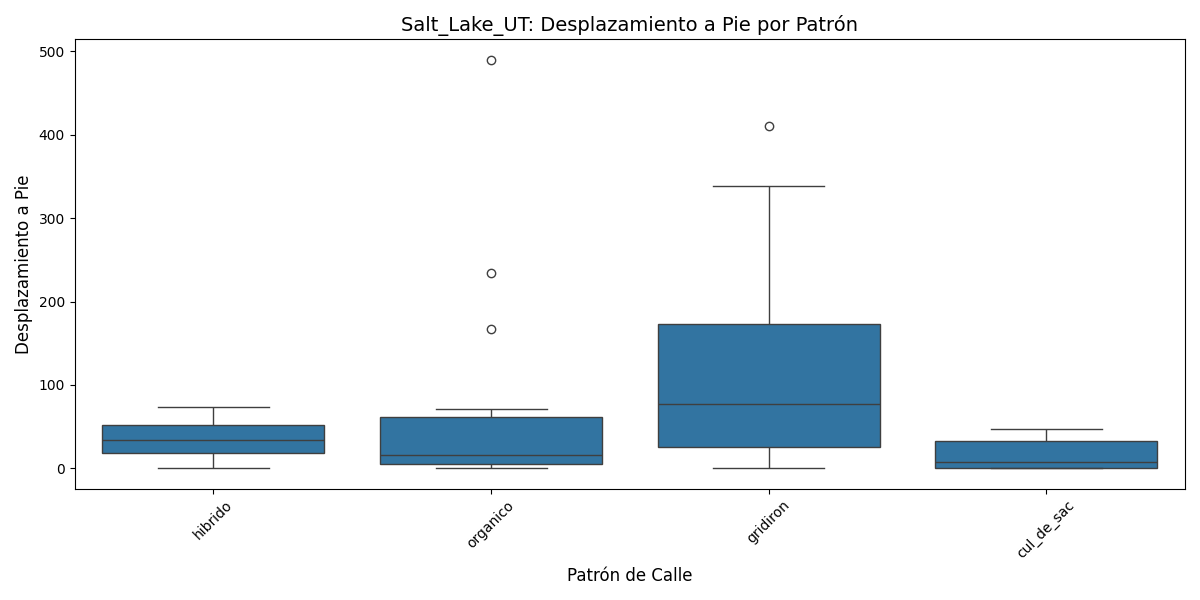 Salt_Lake_UT: Desplazamiento a Pie por Patrón
Desplazamiento a Pie
500
400
300
200
100
0
hibrido
organico
gridiron
cul_de_sac
Patrón de Calle